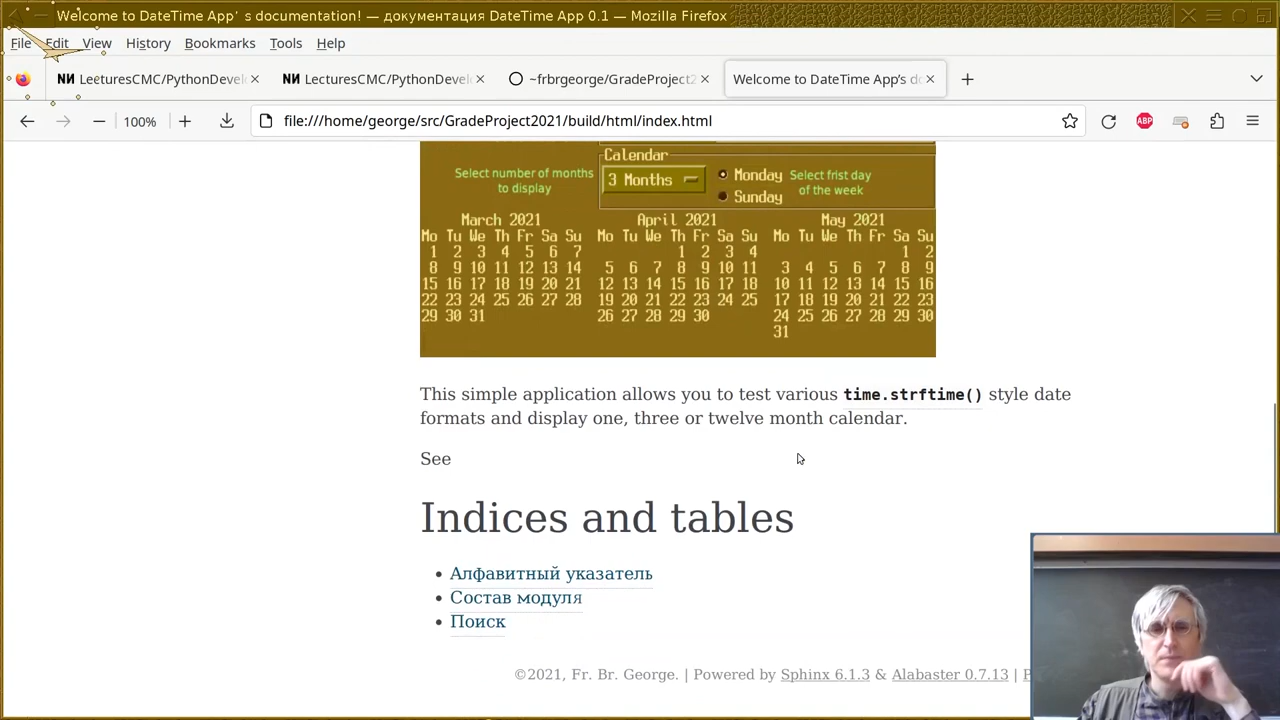 Welcome to DateTime App' s documentation! — документация DateTime App 0.1 — Mozilla Firefox
File Edit View History Bookmarks Tools Help
LecturesCMC/PythonDevel
LecturesCMC/PythonDevel
~frbrgeorge/GradeProject2
Welcome to DateTime App's do
100%
file:///home/george/src/GradeProject2021/build/html/index.html
ABP
Calendar
Select number of months
to display
3 Months
Monday
Sunday
Select frist day
of the week
March 2021 April 2021 May 2021
Mo Tu We Th Fr Sa Su Mo Tu We Th Fr Sa Su Mo Tu We Th Fr Sa Su
1 2 3 4 5 6 7 1 2 3 4 1 2
8 9 10 11 12 13 14 5 6 7 8 9 10 11 3 4 5 6 7 8 9
15 16 17 18 19 20 21 12 13 14 15 16 17 18 10 11 12 13 14 15 16
22 23 24 25 26 27 28 19 20 21 22 23 24 25 17 18 19 20 21 22 23
29 30 31 26 27 28 29 30 24 25 26 27 28 29 30
31
This simple application allows you to test various time.strftime() style date
formats and display one, three or twelve month calendar.
See
Indices and tables
• Алфавитный указатель
• Состав модуля
• Поиск
©2021, Fr. Br. George. | Powered by Sphinx 6.1.3 & Alabaster 0.7.13 |